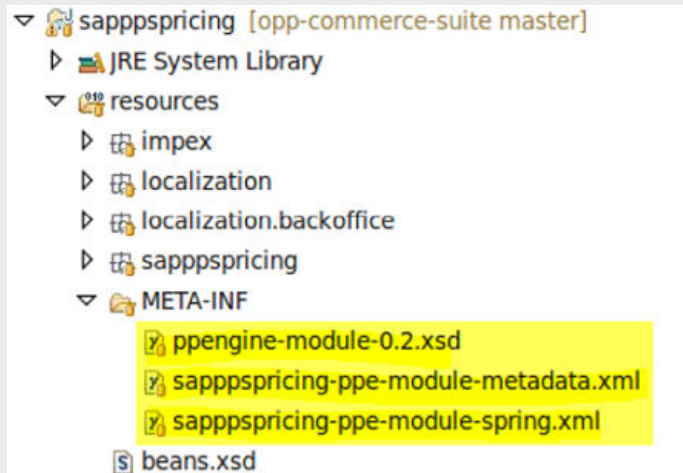 sapppspricing [opp-commerce-suite master]
JRE System Library
resources
impex
localization
localization.backoffice
sapppspricing
META-INF
ppengine-module-0.2.xsd
sapppspricing-ppe-module-metadata.xml
sapppspricing-ppe-module-spring.xml
beans.xsd